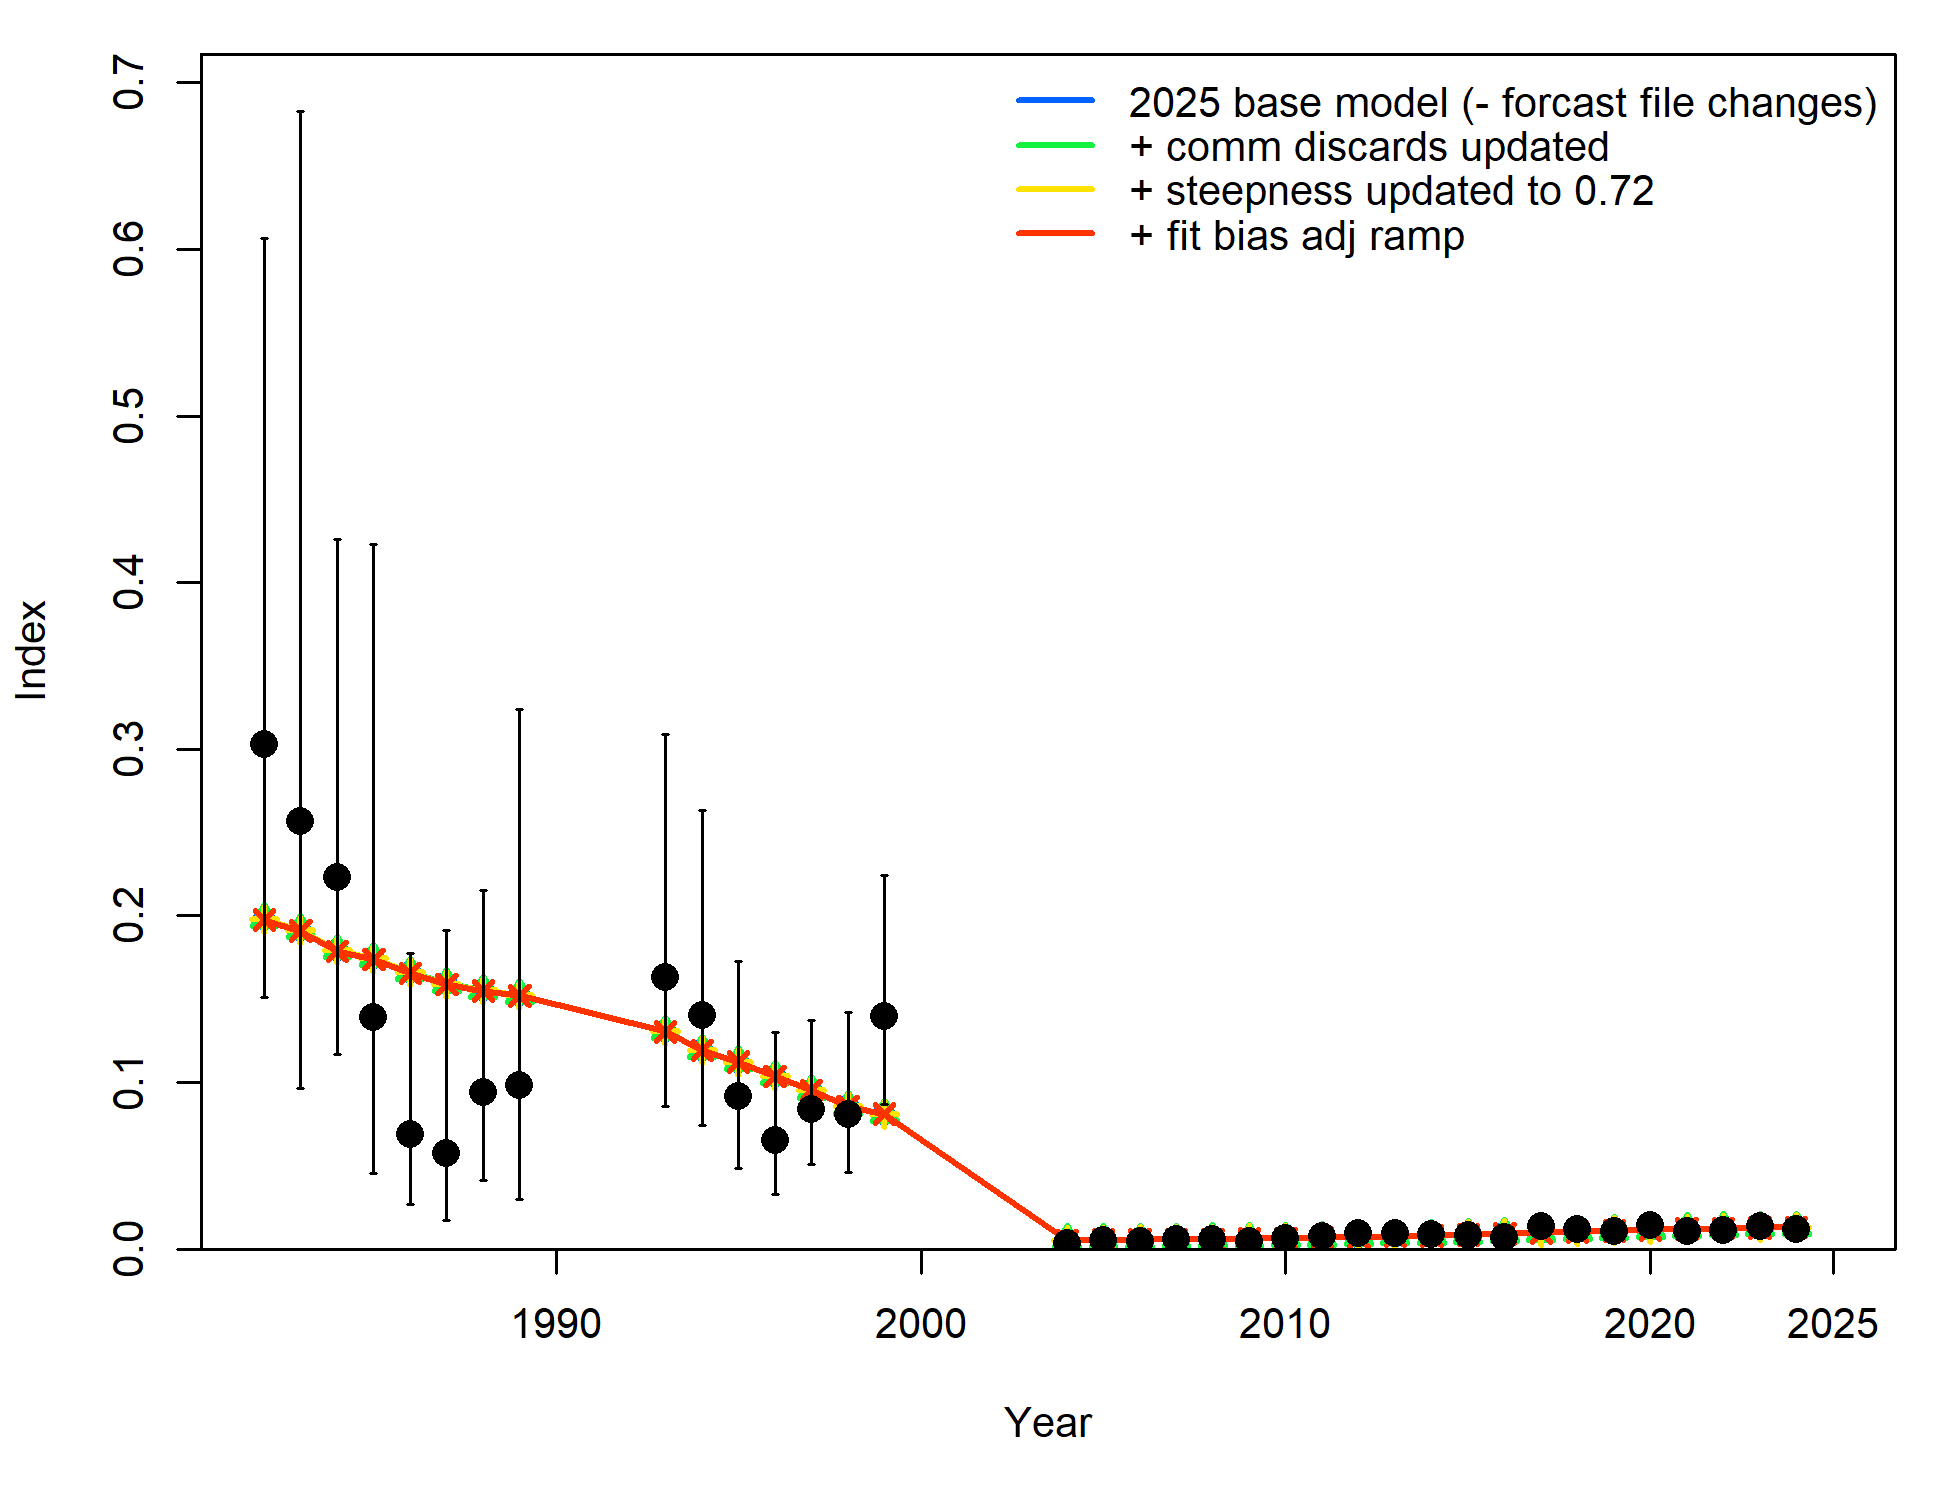 0.7
0.6
0.5
0.4
0.3
0.2
0.1
0.0
Index
2025 base model (- forcast file changes)
+ comm discards updated
+ steepness updated to 0.72
+ fit bias adj ramp
1990
2000
2010
2020
2025
Year